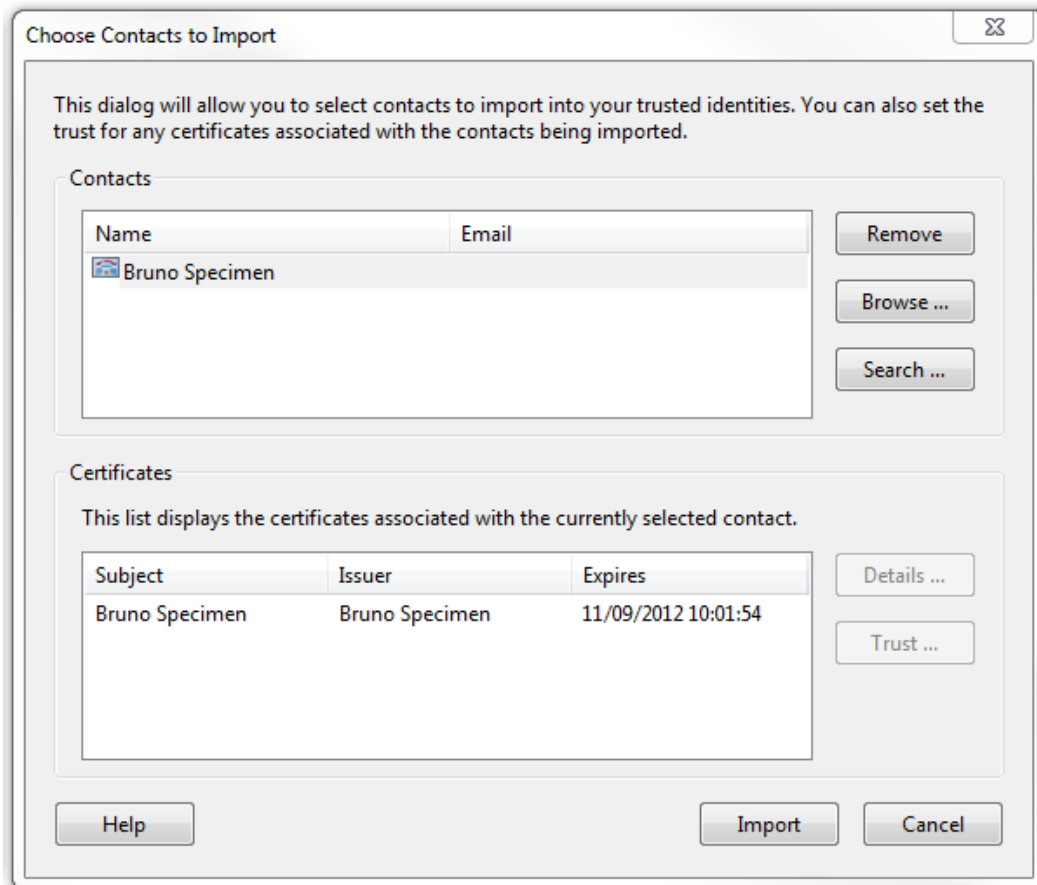 Choose Contacts to Import
This dialog will allow you to select contacts to import into your trusted identities. You can also set the
trust for any certificates associated with the contacts being imported.
Contacts
Name Email
Remove
Bruno Specimen
Browse ...
Search ...
Certificates
This list displays the certificates associated with the currently selected contact.
Subject Issuer Expires
Details ...
Bruno Specimen Bruno Specimen 11/09/2012 10:01:54
Trust ...
Help Import Cancel